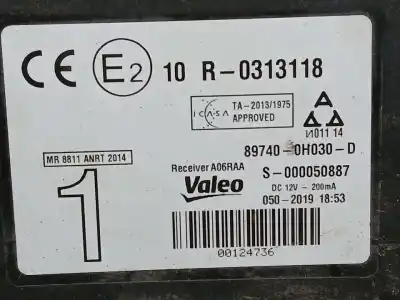 CE E2 10 R-0313118
ICASA TA-2013/1975
APPROVED
И011 14
MR 8811 ANRT 2014
89740-0H030-D
1
Receiver A06RAA
S-000050887
Valeo
DC 12V - 200mA
050-2019 18:53
00124736